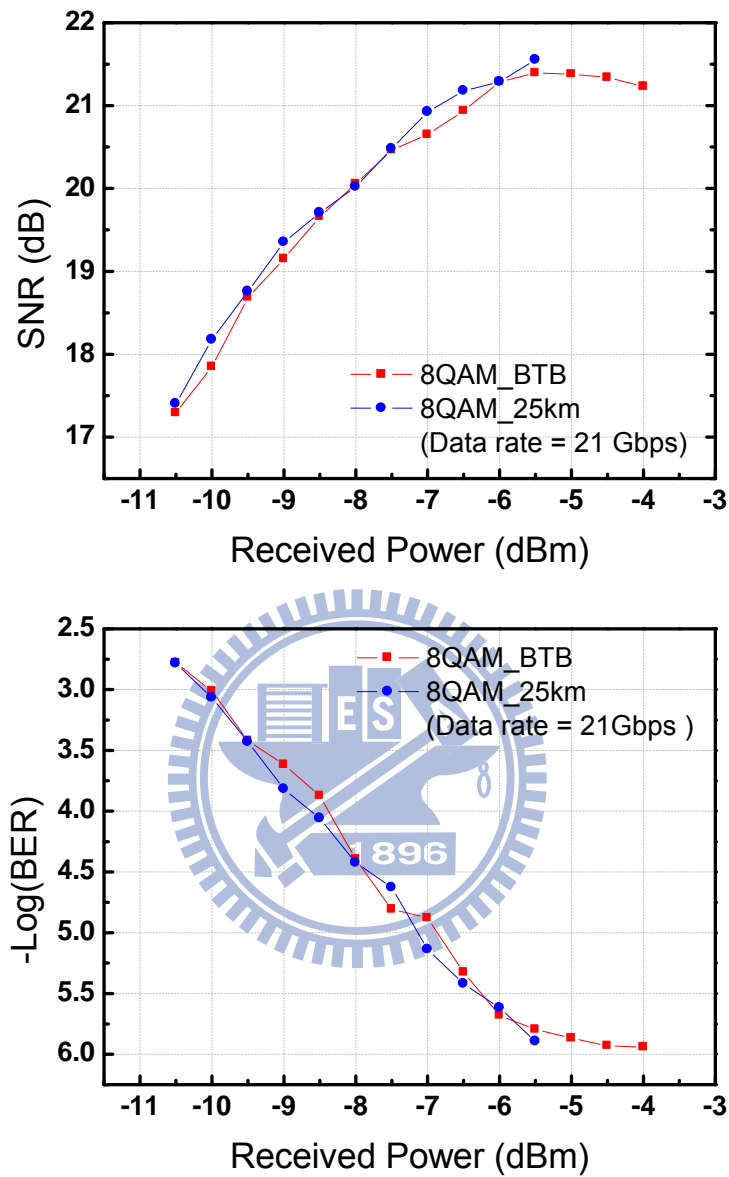 22
21
20
19
18
17
SNR (dB)
8QAM_BTB
8QAM_25km
(Data rate = 21 Gbps)
-11 -10 -9 -8 -7 -6 -5 -4 -3
Received Power (dBm)
2.5
3.0
3.5
4.0
4.5
5.0
5.5
6.0
-Log(BER)
8QAM_BTB
8QAM_25km
(Data rate = 21Gbps )
E S
8
1896
-11 -10 -9 -8 -7 -6 -5 -4 -3
Received Power (dBm)